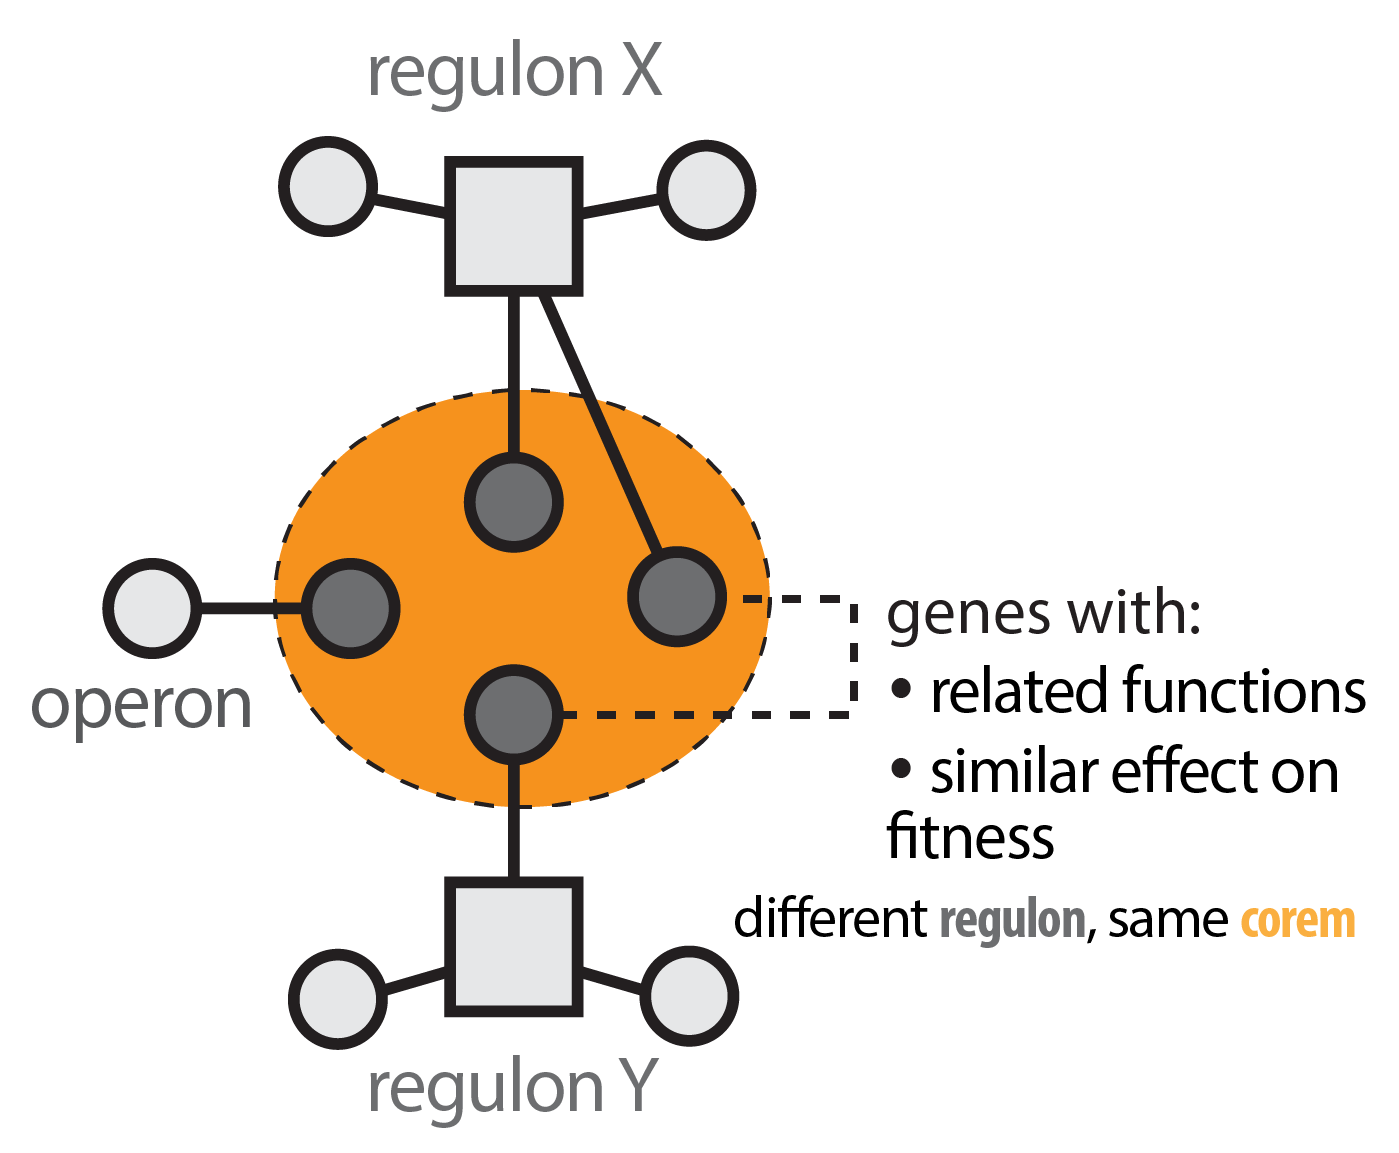 regulon X
operon
genes with:
• related functions
• similar effect on
fitness
different regulon, same corem
regulon Y